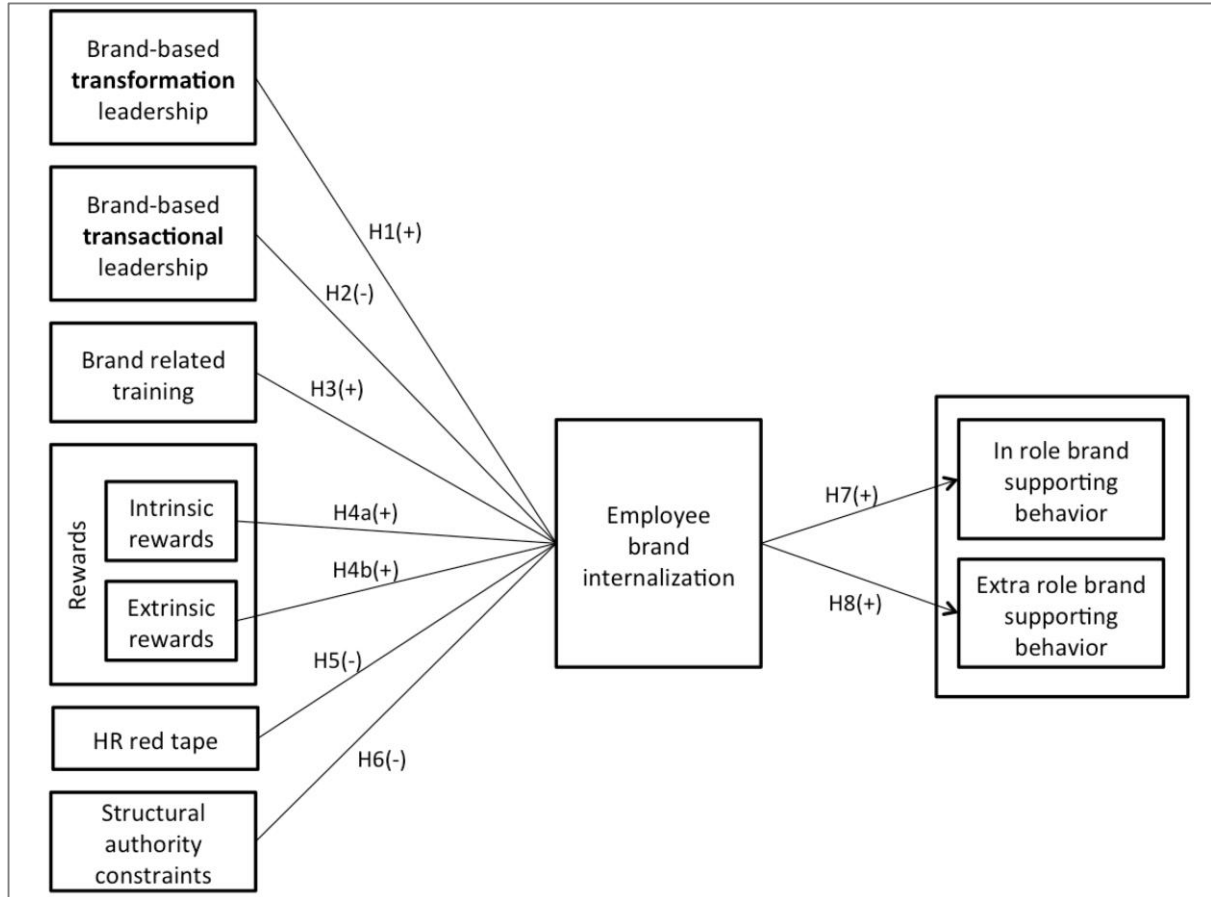 Brand-based
transformation
leadership
Brand-based
transactional
leadership
Brand related
training
Rewards
Intrinsic
rewards
Extrinsic
rewards
HR red tape
Structural
authority
constraints
H1(+)
H2(-)
H3(+)
H4a(+)
H4b(+)
H5(-)
H6(-)
Employee
brand
internalization
H7(+)
H8(+)
In role brand
supporting
behavior
Extra role brand
supporting
behavior